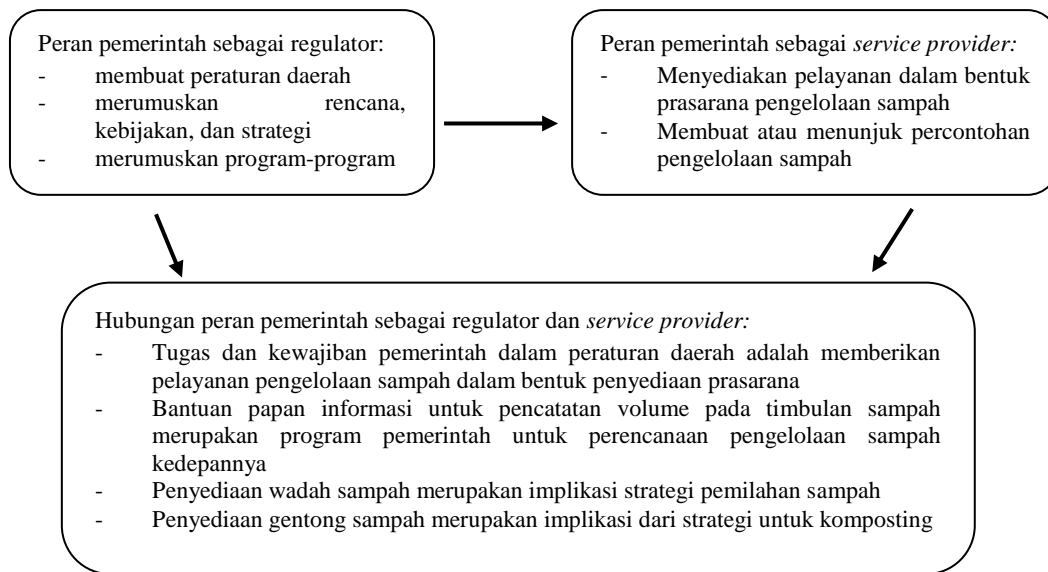 Peran pemerintah sebagai regulator:
- membuat peraturan daerah
- merumuskan rencana,
kebijakan, dan strategi
- merumuskan program-program
Peran pemerintah sebagai service provider:
- Menyediakan pelayanan dalam bentuk
prasarana pengelolaan sampah
- Membuat atau menunjuk percontohan
pengelolaan sampah
Hubungan peran pemerintah sebagai regulator dan service provider:
- Tugas dan kewajiban pemerintah dalam peraturan daerah adalah memberikan
pelayanan pengelolaan sampah dalam bentuk penyediaan prasarana
- Bantuan papan informasi untuk pencatatan volume pada timbulan sampah
merupakan program pemerintah untuk perencanaan pengelolaan sampah
kedepannya
- Penyediaan wadah sampah merupakan implikasi strategi pemilahan sampah
- Penyediaan gentong sampah merupakan implikasi dari strategi untuk komposting